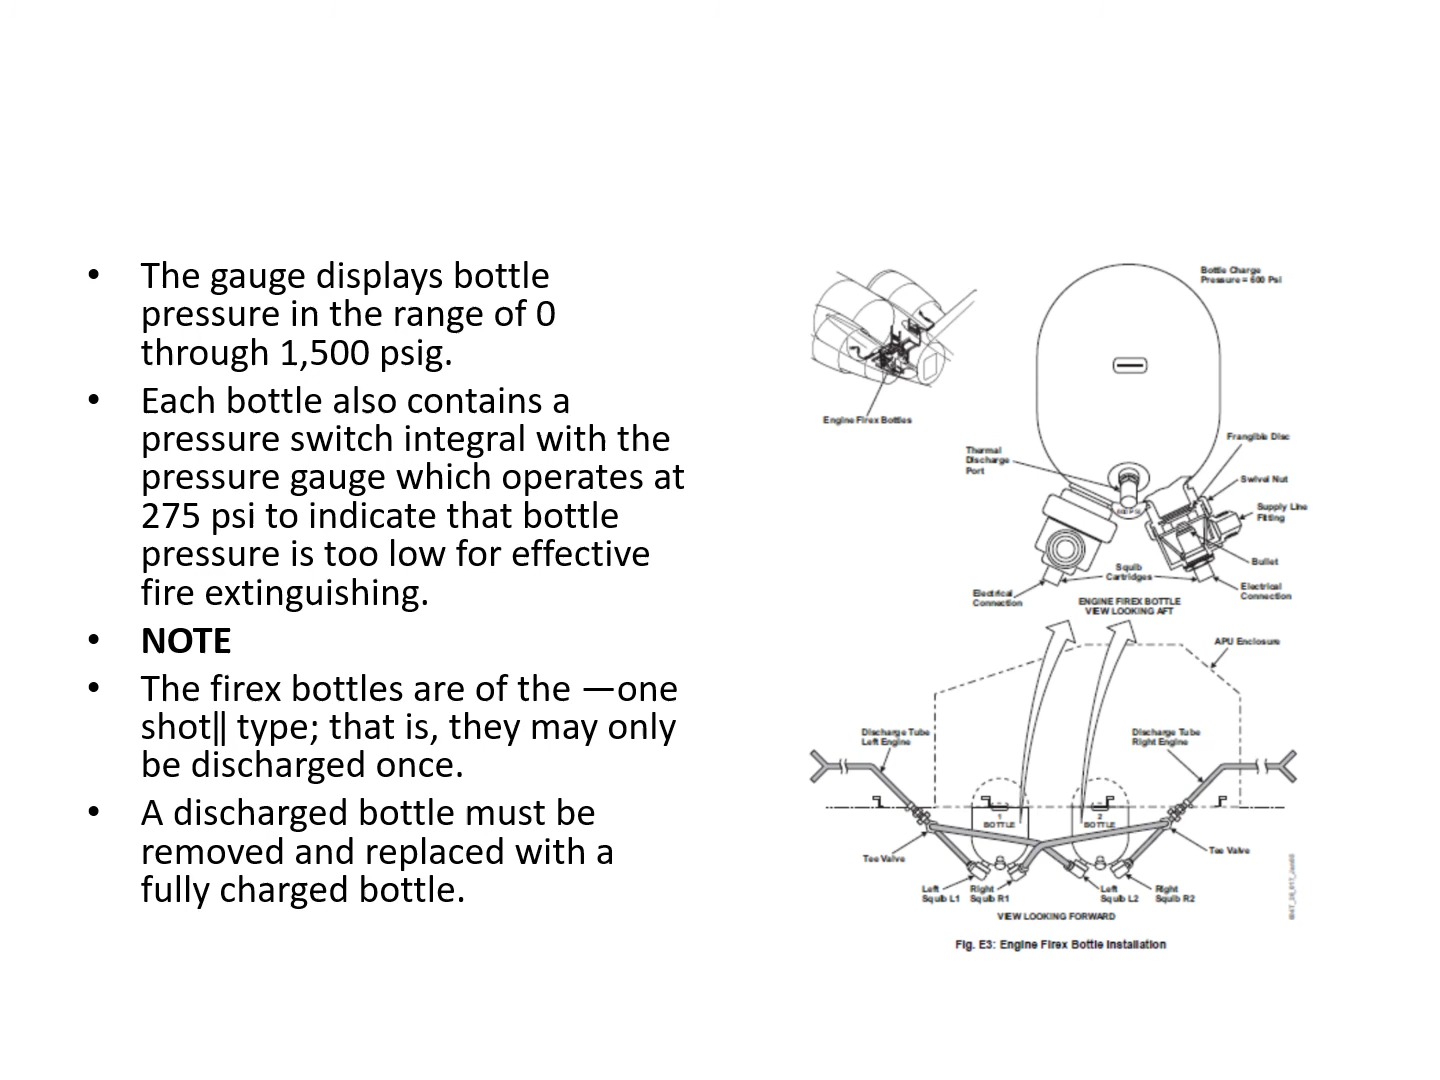 • The gauge displays bottle
pressure in the range of 0
through 1,500 psig.
• Each bottle also contains a
pressure switch integral with the
pressure gauge which operates at
275 psi to indicate that bottle
pressure is too low for effective
fire extinguishing.
• NOTE
• The firex bottles are of the ―one
shot‖ type; that is, they may only
be discharged once.
• A discharged bottle must be
removed and replaced with a
fully charged bottle.
Bottle Charge
Pressure = 600 Psi
Engine Firex Bottles
Thermal
Discharge
Port
Frangible Disc
Swivel Nut
Supply Line
Fitting
Bullet
Squib
Cartridges
Electrical
Connection
Electrical
Connection
ENGINE FIREX BOTTLE
VIEW LOOKING AFT
APU Enclosure
Discharge Tube
Left Engine
Discharge Tube
Right Engine
1
BOTTLE
2
BOTTLE
Tee Valve
Tee Valve
Left
Squib L1
Right
Squib R1
Left
Squib L2
Right
Squib R2
VIEW LOOKING FORWARD
Fig. E3: Engine Firex Bottle Installation